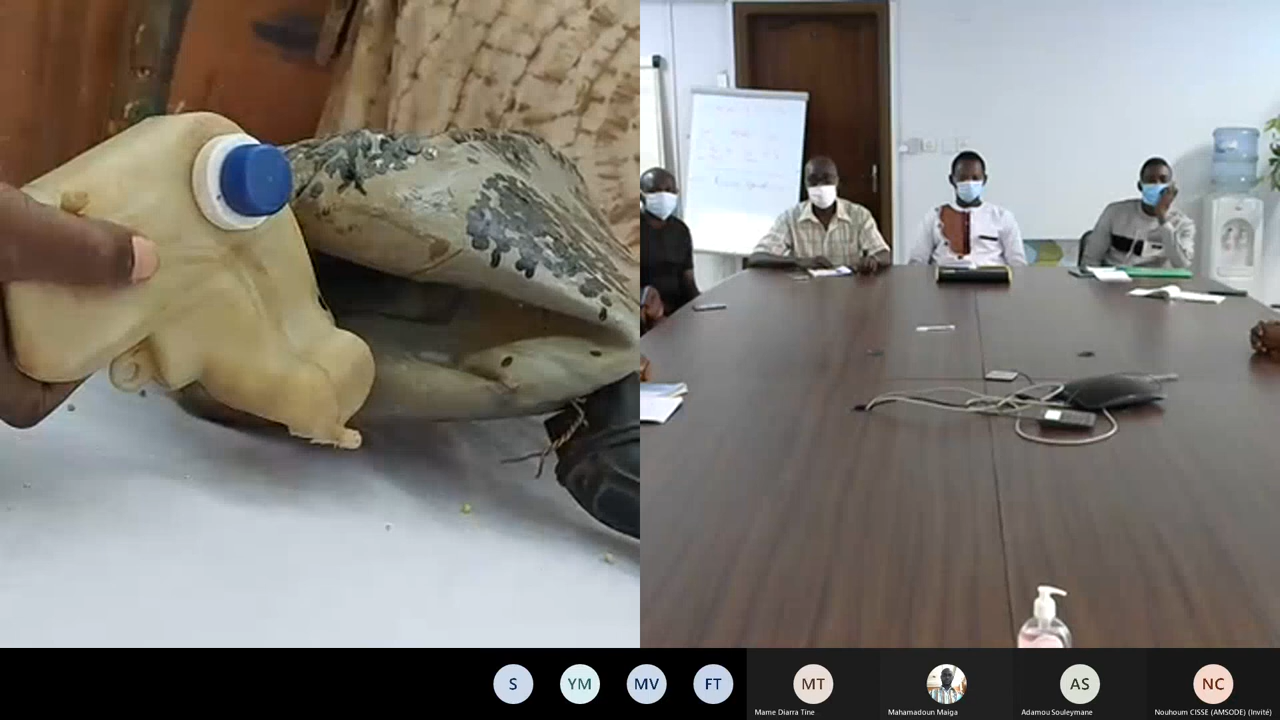 S
YM
MV
FT
MT
AS
NC
Mame Diarra Tine
Mahamadoun Maiga
Adamou Souleymane
Nouhoum CISSE (AMSODE) (Invité)